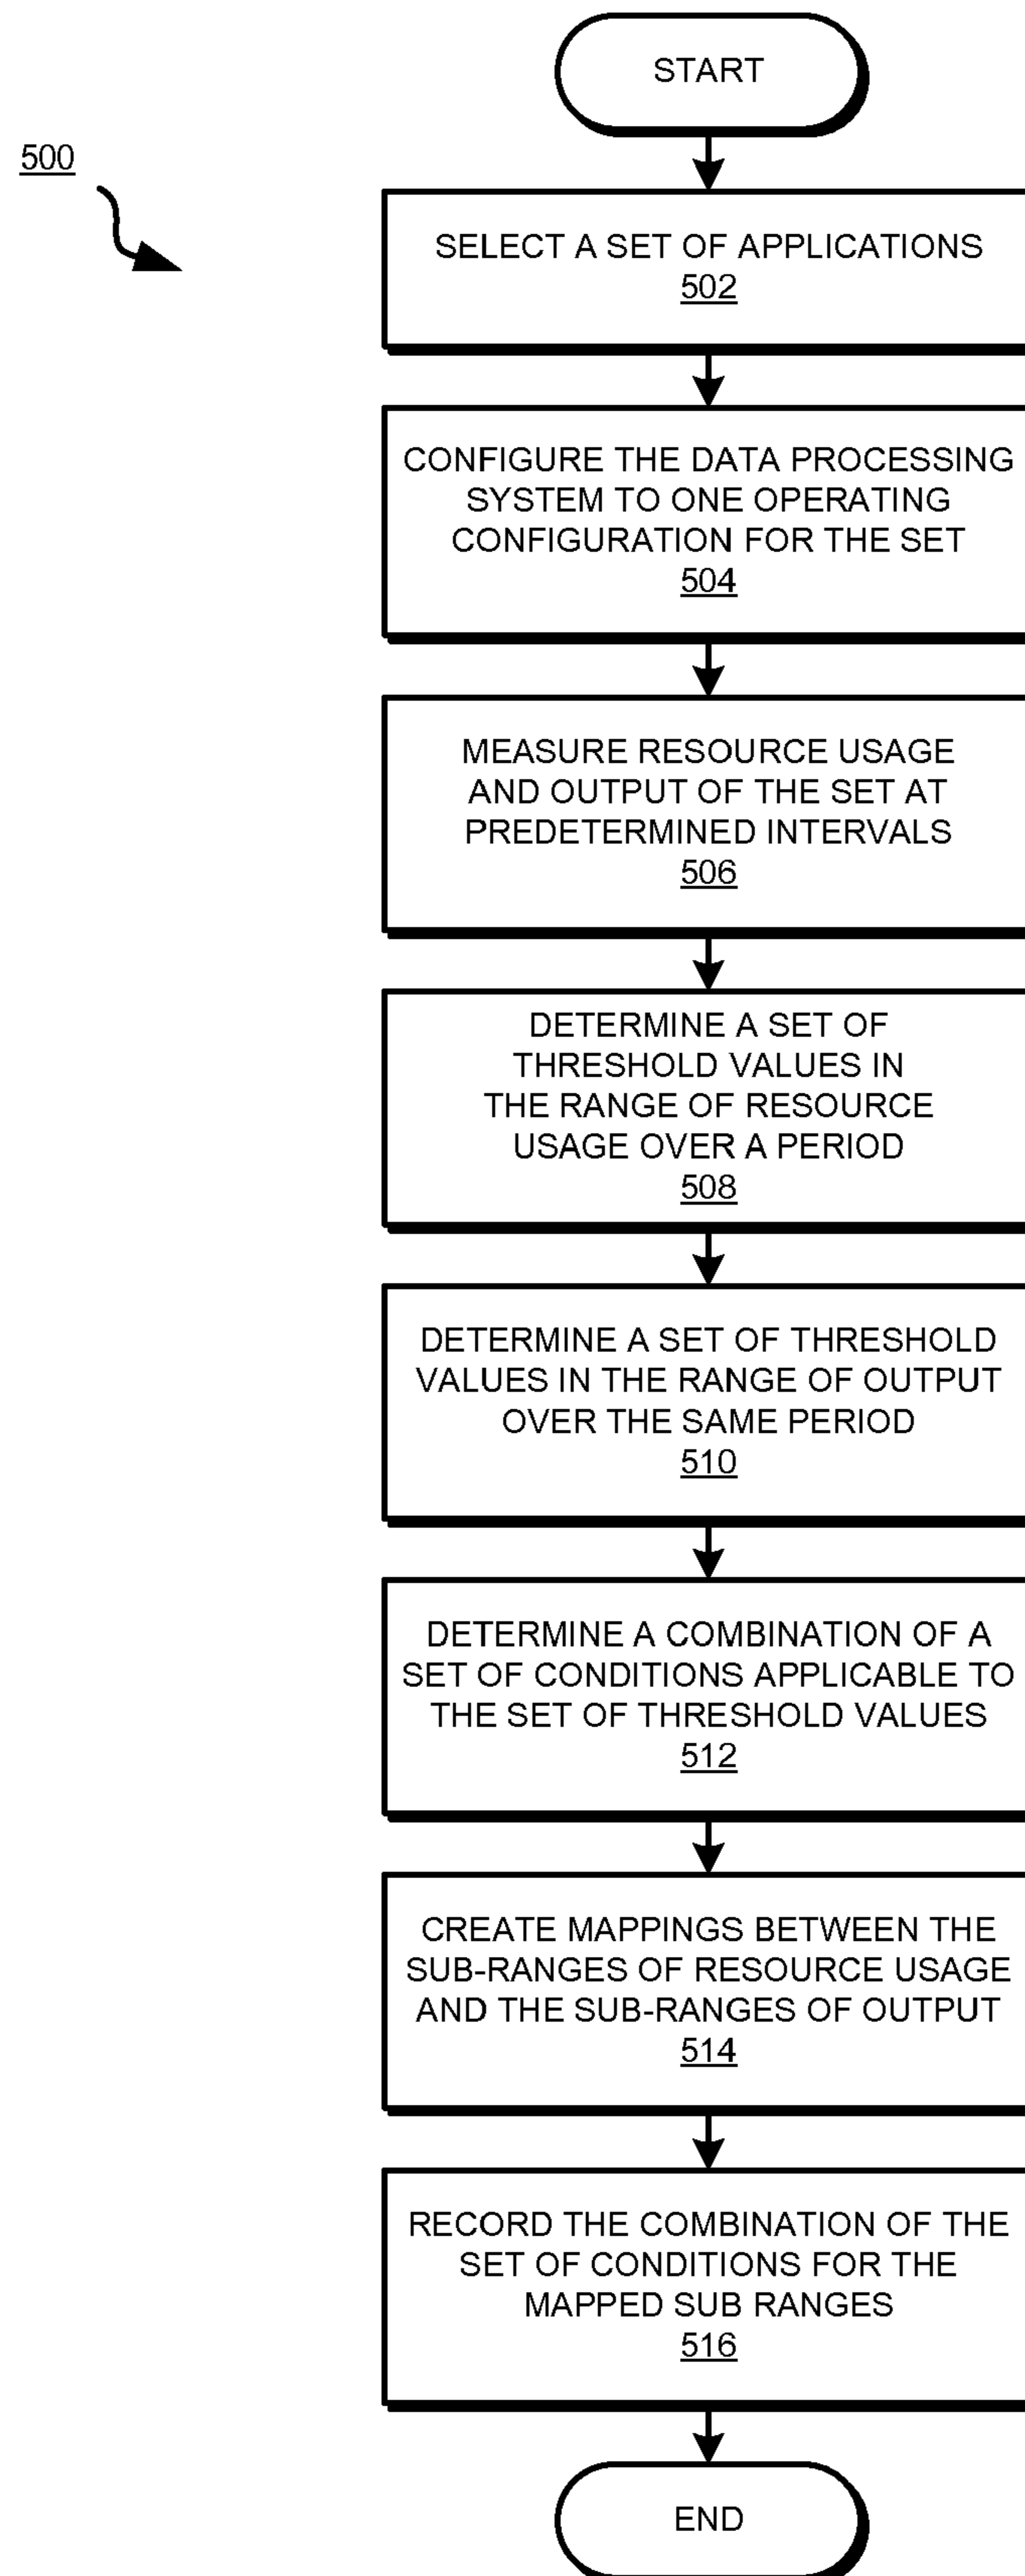 START
500
SELECT A SET OF APPLICATIONS
502
CONFIGURE THE DATA PROCESSING
SYSTEM TO ONE OPERATING
CONFIGURATION FOR THE SET
504
MEASURE RESOURCE USAGE
AND OUTPUT OF THE SET AT
PREDETERMINED INTERVALS
506
DETERMINE A SET OF
THRESHOLD VALUES IN
THE RANGE OF RESOURCE
USAGE OVER A PERIOD
508
DETERMINE A SET OF THRESHOLD
VALUES IN THE RANGE OF OUTPUT
OVER THE SAME PERIOD
510
DETERMINE A COMBINATION OF A
SET OF CONDITIONS APPLICABLE TO
THE SET OF THRESHOLD VALUES
512
CREATE MAPPINGS BETWEEN THE
SUB-RANGES OF RESOURCE USAGE
AND THE SUB-RANGES OF OUTPUT
514
RECORD THE COMBINATION OF THE
SET OF CONDITIONS FOR THE
MAPPED SUB RANGES
516
END